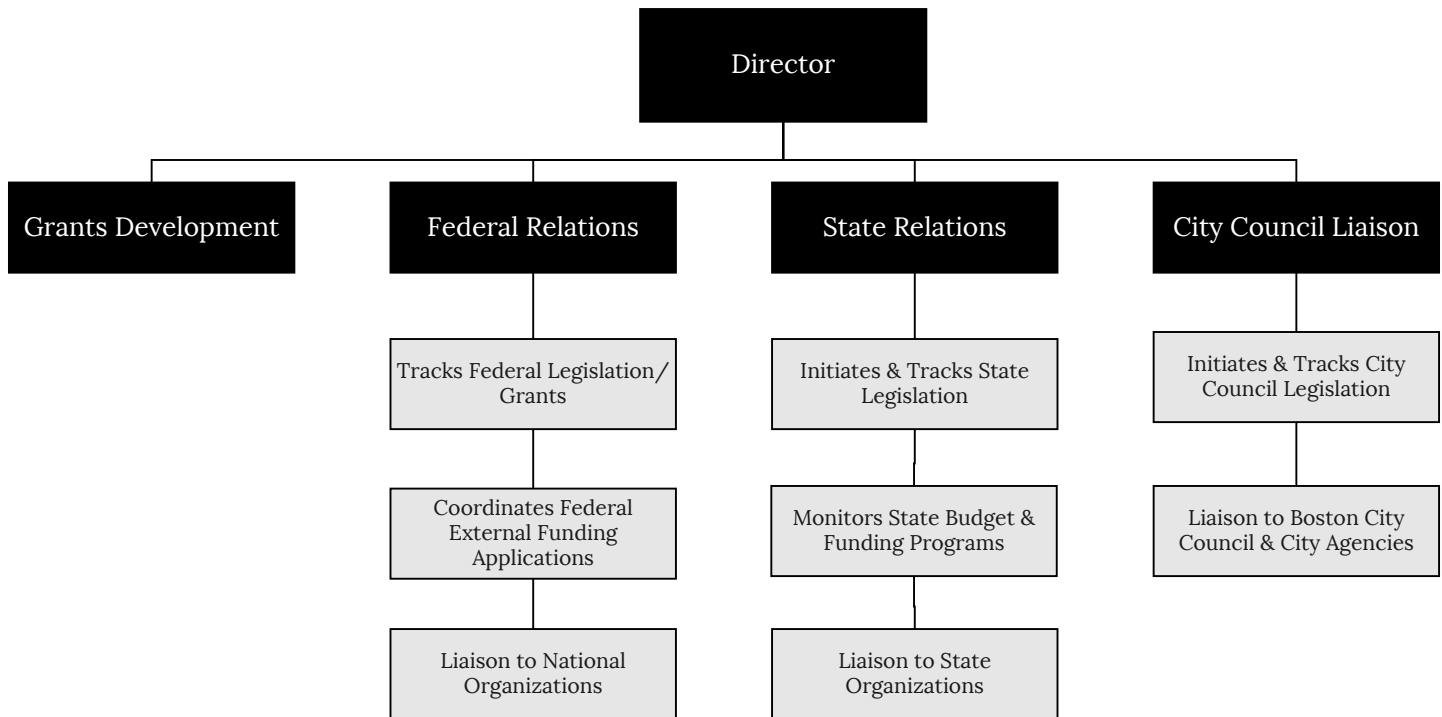 Director
Grants Development
Federal Relations
State Relations
City Council Liaison
Tracks Federal Legislation/
Grants
Initiates & Tracks State
Legislation
Initiates & Tracks City
Council Legislation
Coordinates Federal
External Funding
Applications
Monitors State Budget &
Funding Programs
Liaison to Boston City
Council & City Agencies
Liaison to National
Organizations
Liaison to State
Organizations